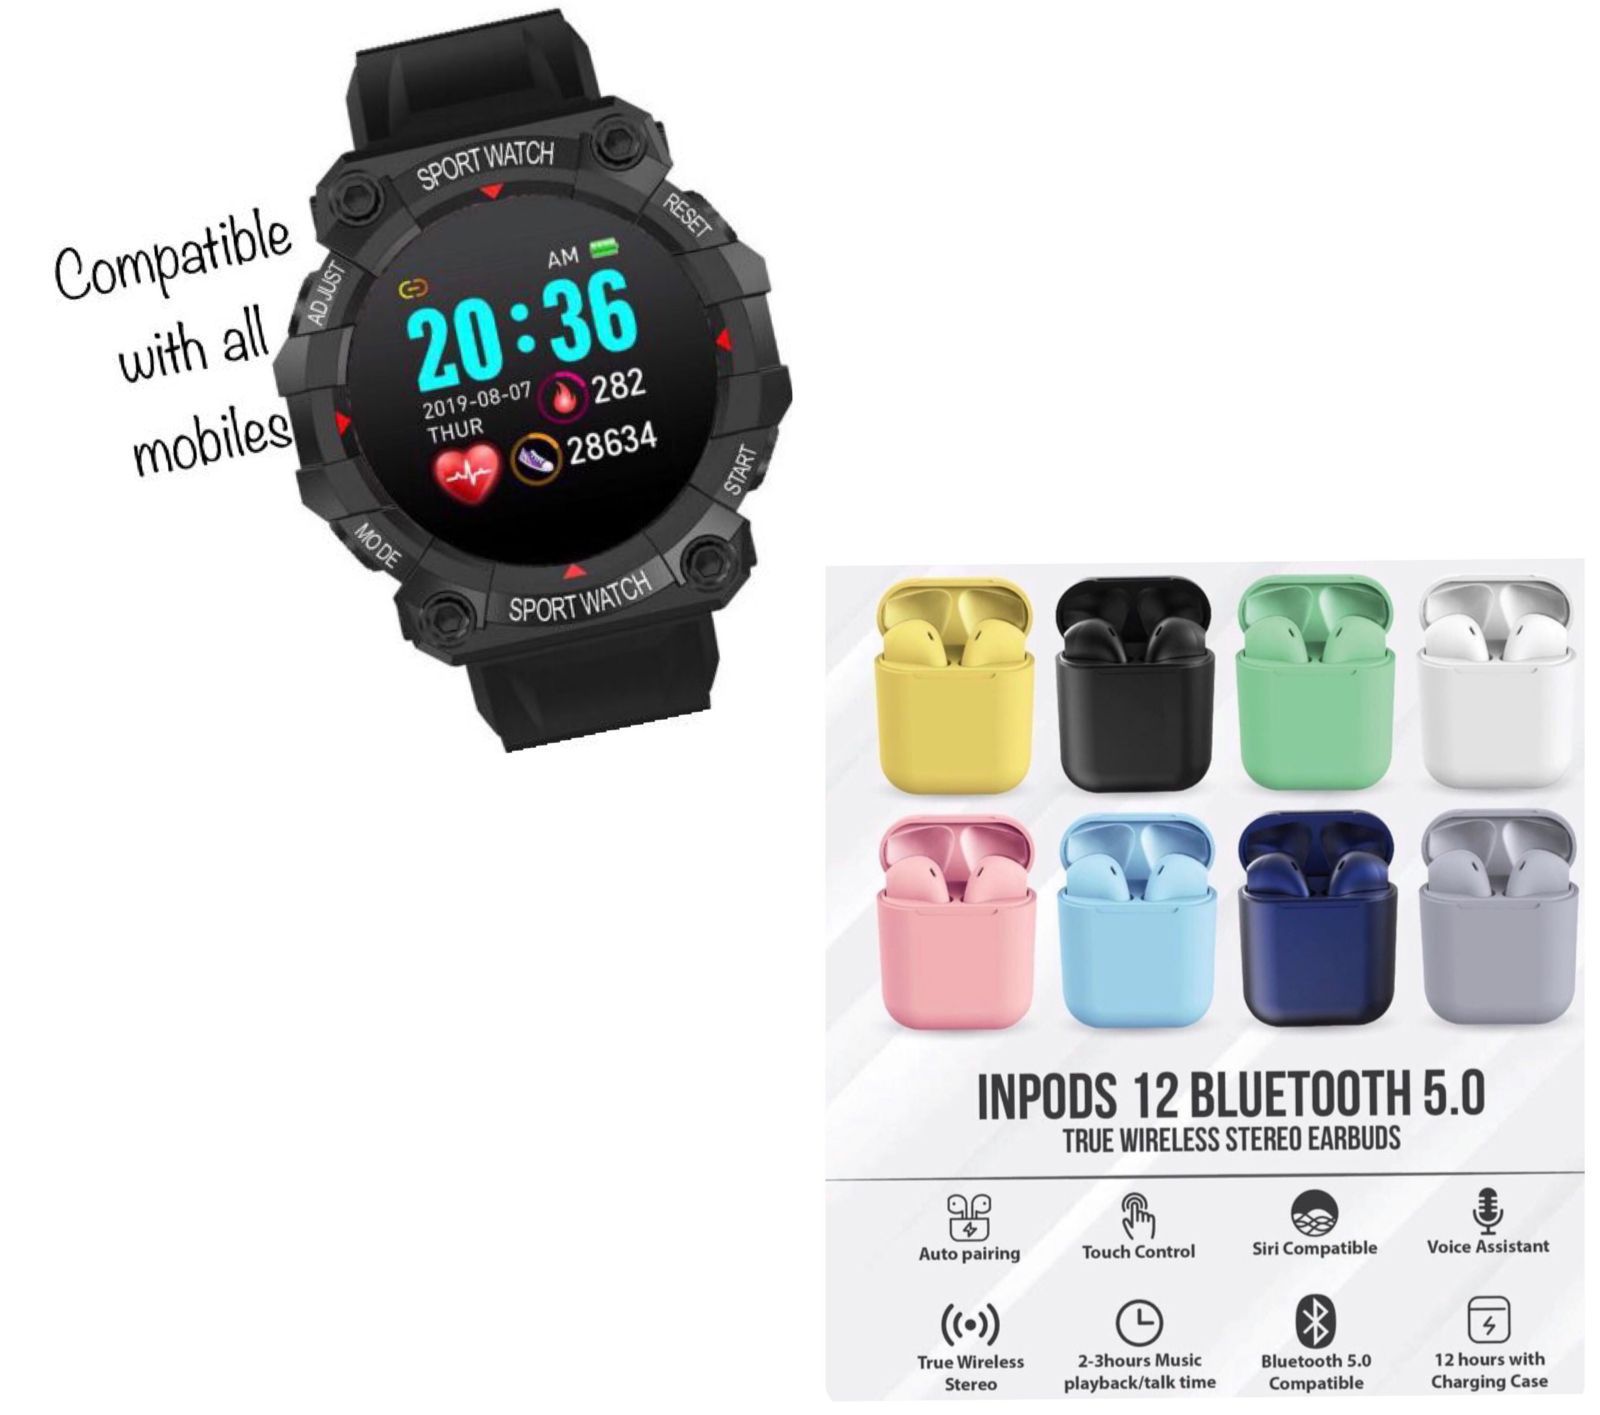 Compatible
with all
mobiles
SPORT WATCH
RESET
ADJUST
AM
20:36
2019-08-07
282
THUR
28634
START
MODE
SPORT WATCH
INPODS 12 BLUETOOTH 5.0
TRUE WIRELESS STEREO EARBUDS
Auto pairing
Touch Control
Siri Compatible
Voice Assistant
True Wireless
Stereo
2-3hours Music
playback/talk time
Bluetooth 5.0
Compatible
12 hours with
Charging Case